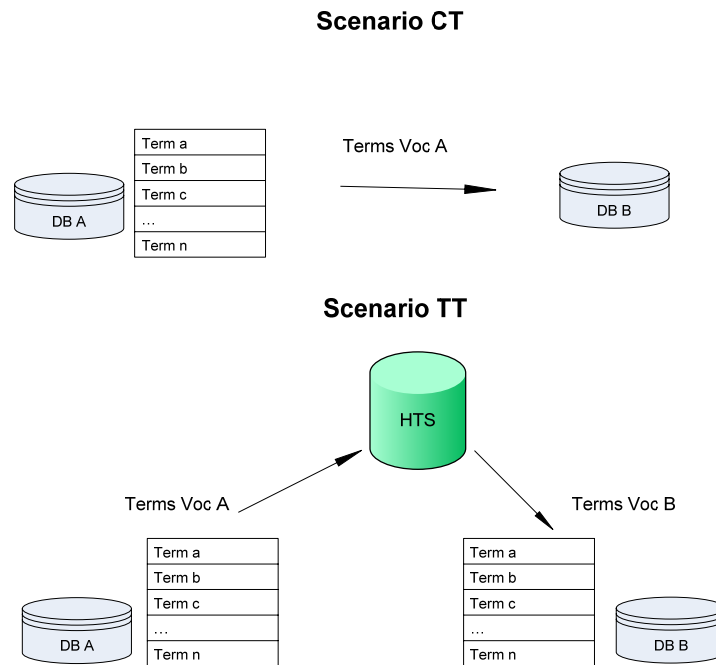 Scenario CT
Term a
Term b
Term c
...
Term n
DB A
Terms Voc A
DB B
Scenario TT
HTS
Terms Voc A
Terms Voc B
Term a
Term b
Term c
...
Term n
DB A
Term a
Term b
Term c
...
Term n
DB B